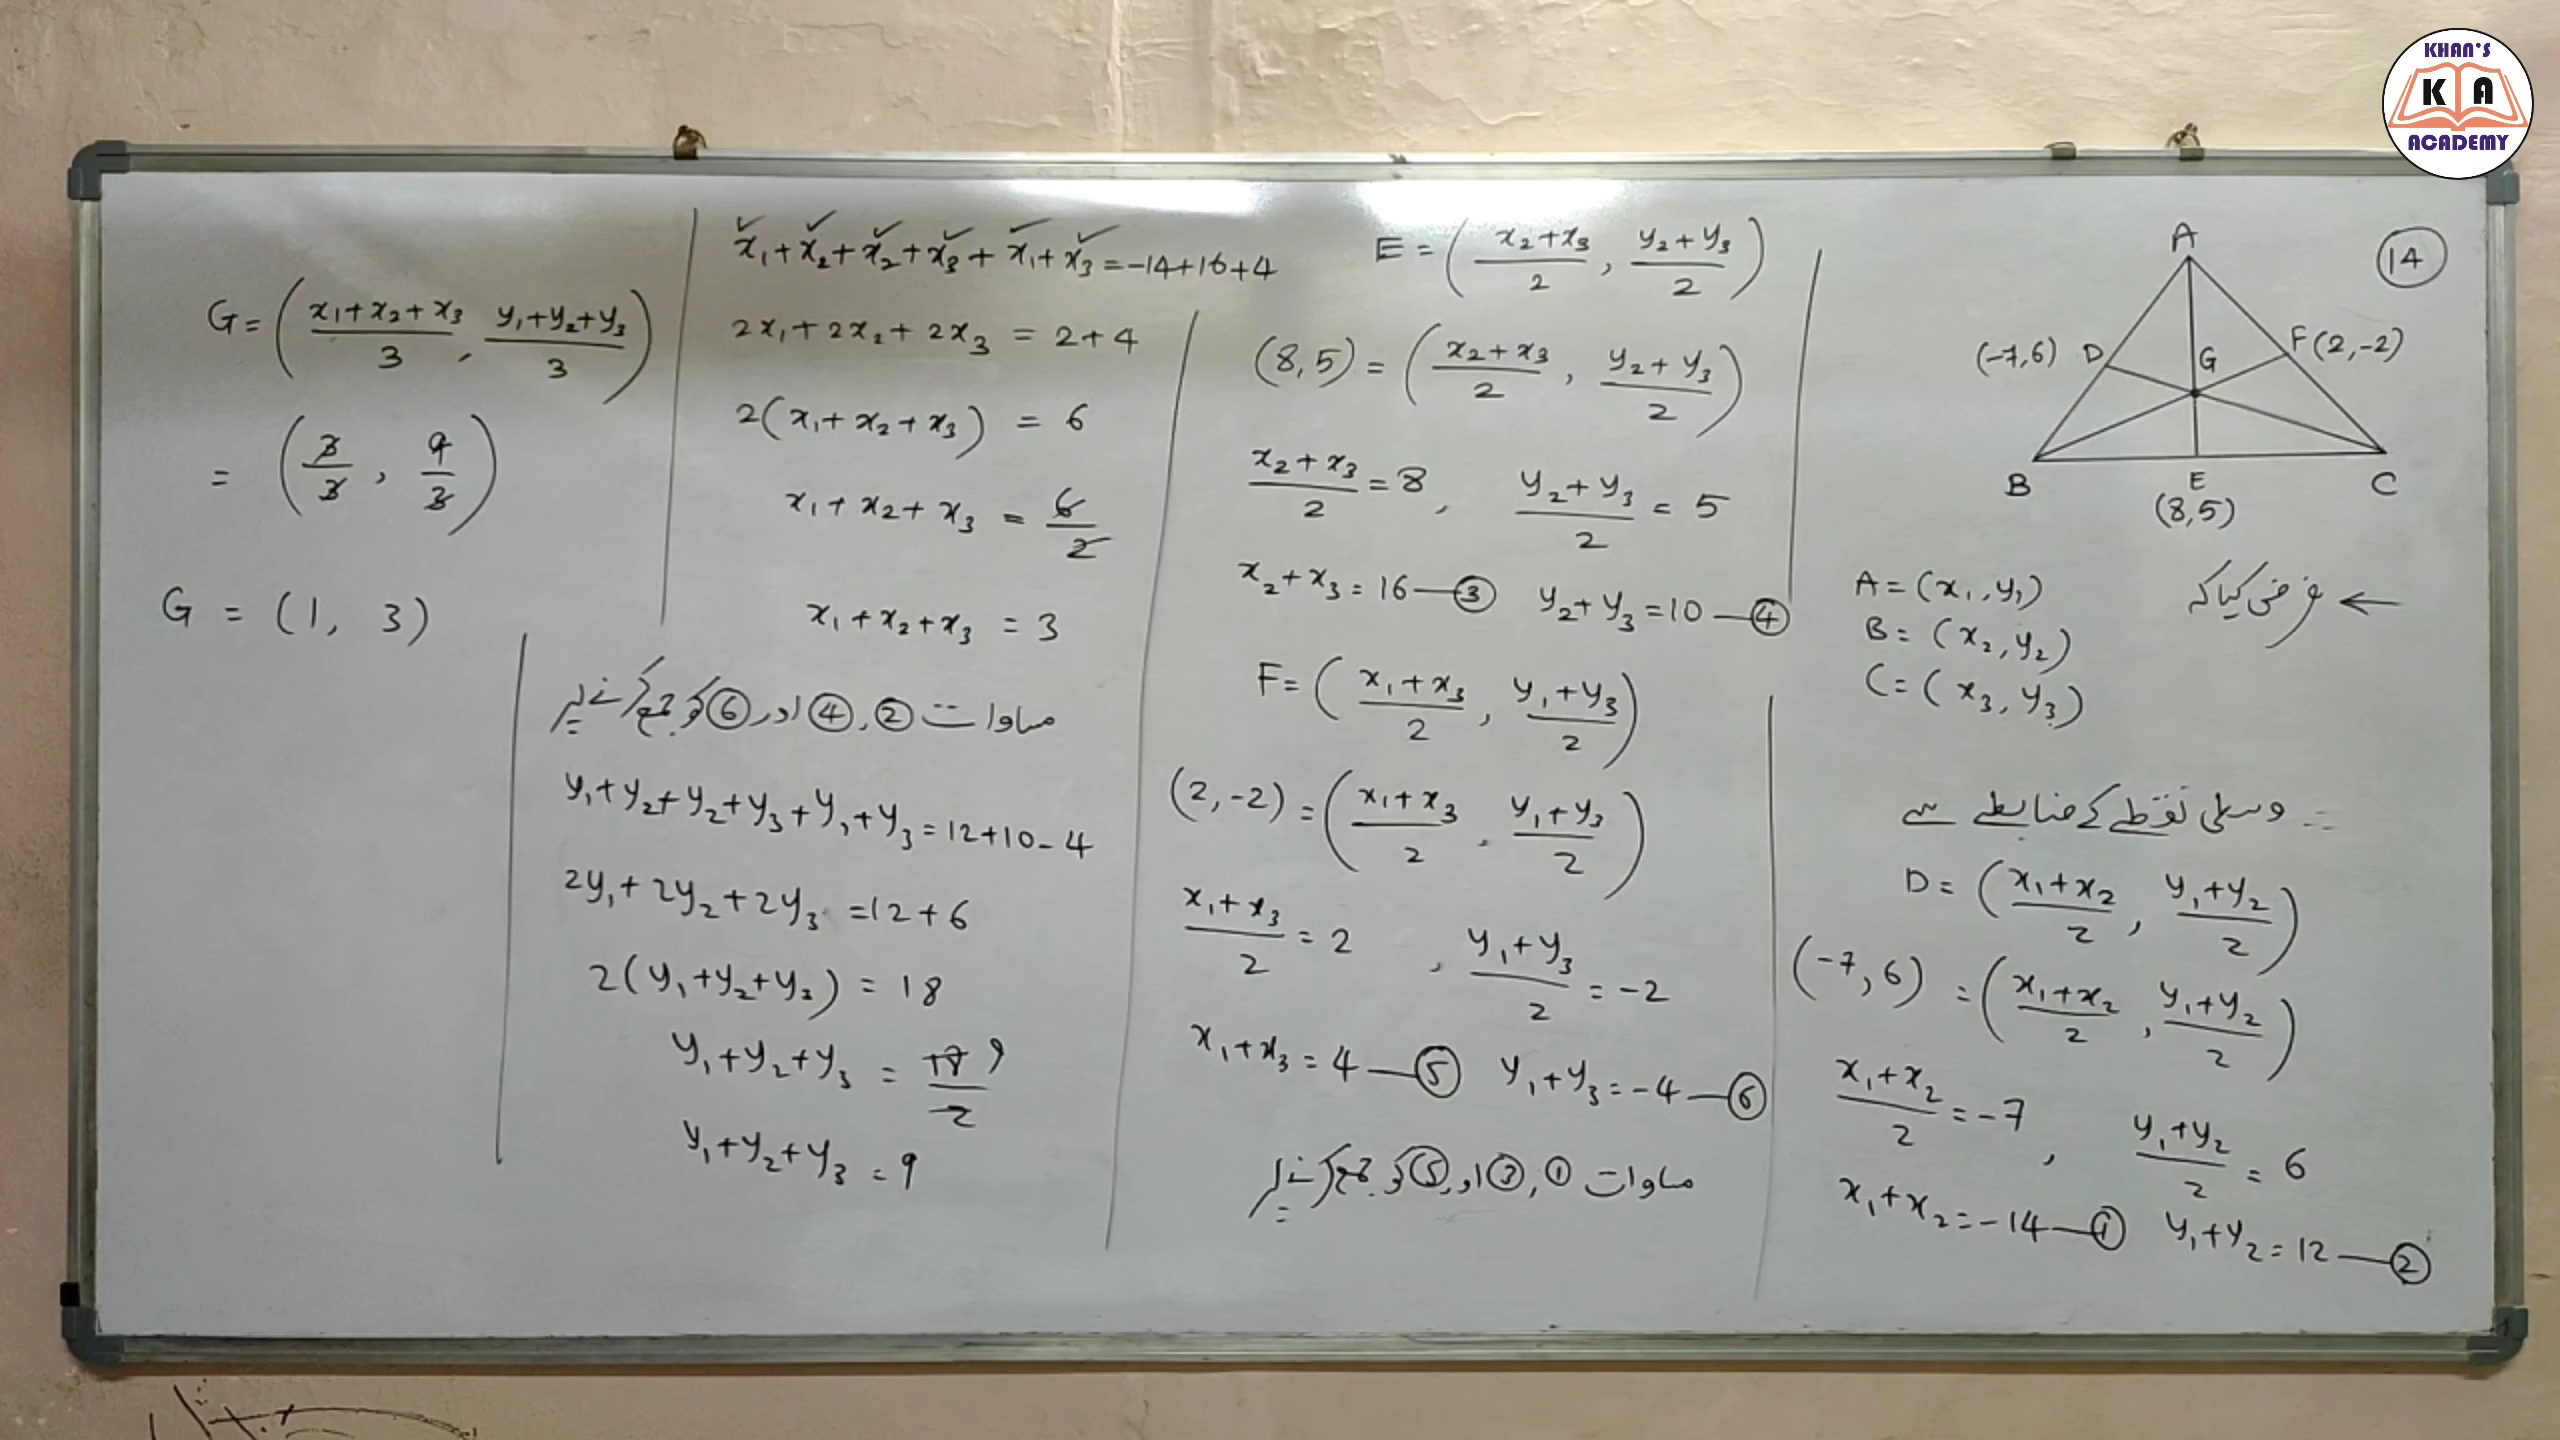 KHAN'S
K A
ACADEMY
14
A
(-7,6) D
F(2,-2)
G
B E C
(8,5)
← فرض کیا کہ
A = (x₁, y₁)
B = (x₂, y₂)
C = (x₃, y₃)
∴ وسطی نقطے کے ضابطے سے
D = ( x₁+x₂/2 , y₁+y₂/2 )
(-7, 6) = ( x₁+x₂/2 , y₁+y₂/2 )
x₁+x₂/2 = -7 , y₁+y₂/2 = 6
x₁+x₂ = -14 — ① y₁+y₂ = 12 — ②
E = ( x₂+x₃/2 , y₂+y₃/2 )
(8,5) = ( x₂+x₃/2 , y₂+y₃/2 )
x₂+x₃/2 = 8 , y₂+y₃/2 = 5
x₂+x₃ = 16 — ③ y₂+y₃ = 10 — ④
F = ( x₁+x₃/2 , y₁+y₃/2 )
(2,-2) = ( x₁+x₃/2 , y₁+y₃/2 )
x₁+x₃/2 = 2 , y₁+y₃/2 = -2
x₁+x₃ = 4 — ⑤ y₁+y₃ = -4 — ⑥
مساوات ①, ③ اور ⑤ کو جمع کرنے پر
x₁+x₂+x₂+x₃+x₁+x₃ = -14+16+4
2x₁+2x₂+2x₃ = 2+4
2(x₁+x₂+x₃) = 6
x₁+x₂+x₃ = 6/2
x₁+x₂+x₃ = 3
مساوات ②, ④ اور ⑥ کو جمع کرنے پر
y₁+y₂+y₂+y₃+y₁+y₃ = 12+10-4
2y₁+2y₂+2y₃ = 12+6
2(y₁+y₂+y₃) = 18
y₁+y₂+y₃ = 18/2 9
y₁+y₂+y₃ = 9
G = ( x₁+x₂+x₃/3 , y₁+y₂+y₃/3 )
= ( 3/3 , 9/3 )
G = (1, 3)